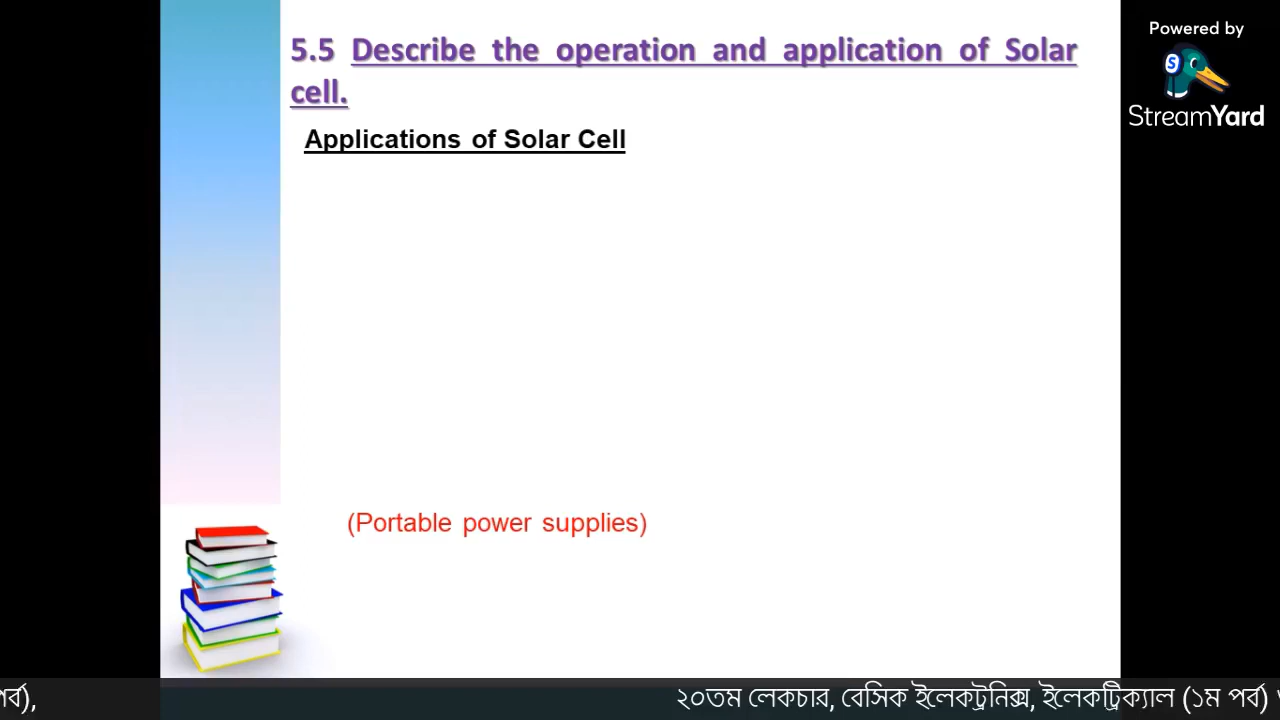 5.5 Describe the operation and application of Solar
cell.
Applications of Solar Cell
(Portable power supplies)
Powered by
StreamYard
পর্ব), ২০তম লেকচার, বেসিক ইলেকট্রনিক্স, ইলেকট্রিক্যাল (১ম পর্ব)